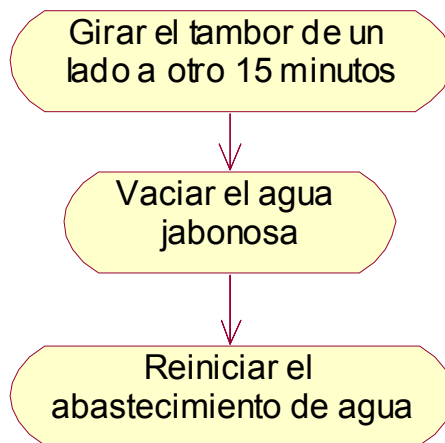 Girar el tambor de un
lado a otro 15 minutos
Vaciar el agua
jabonosa
Reiniciar el
abastecimiento de agua